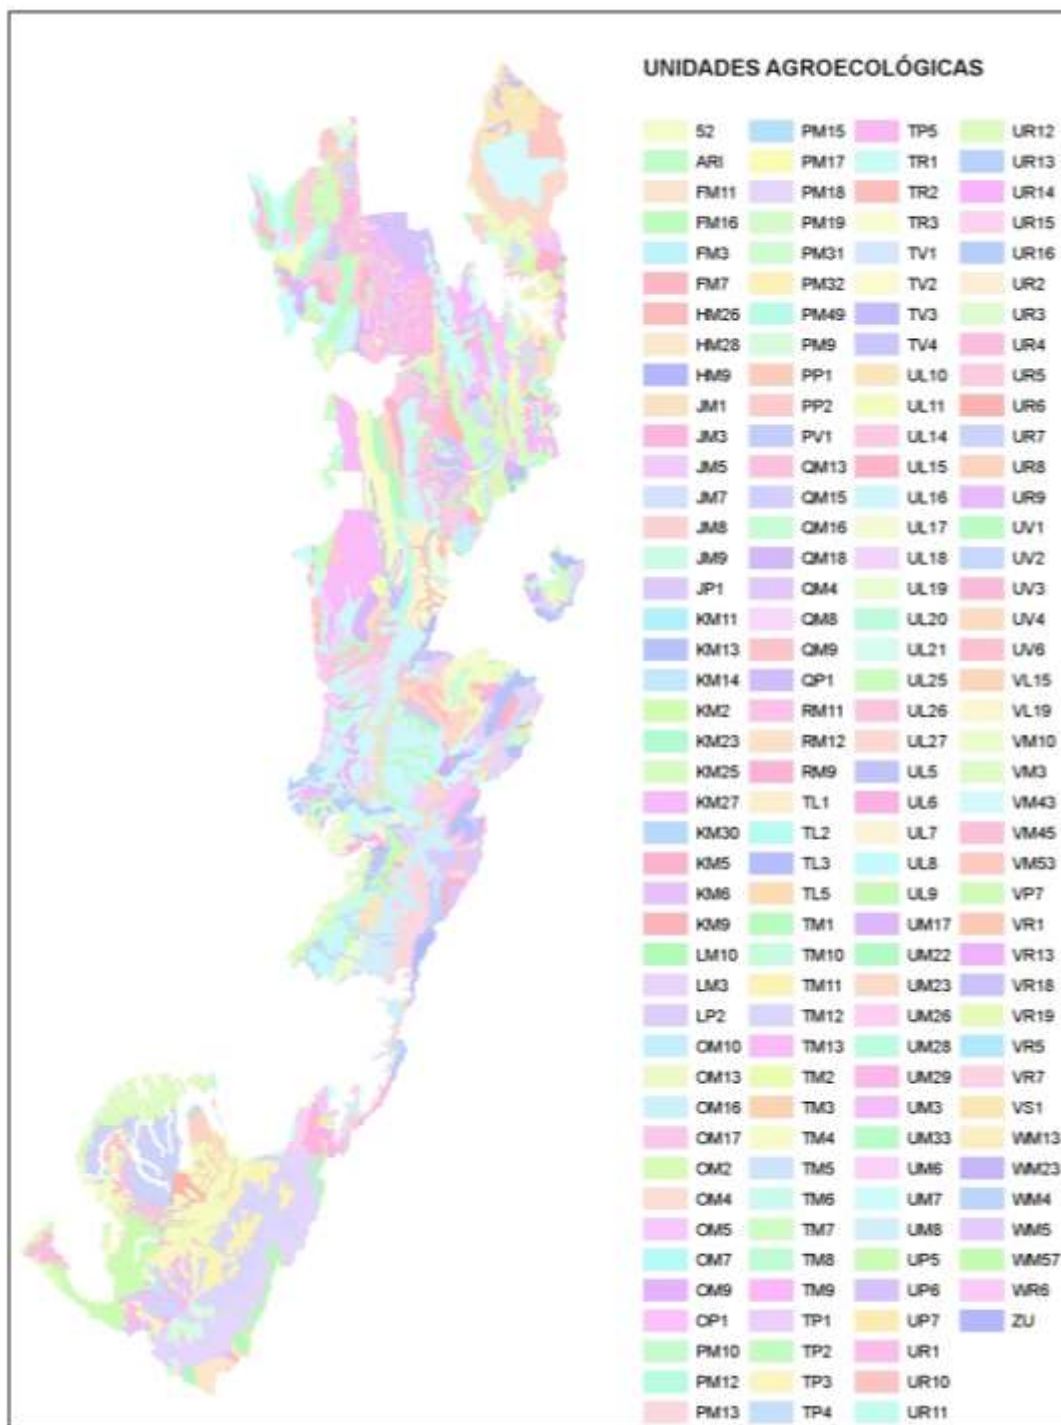 UNIDADES AGROECOLÓGICAS
52
ARI
FM11
FM16
FM3
FM7
HM26
HM28
HM9
JM1
JM3
JM5
JM7
JM8
JM9
JP1
KM11
KM13
KM14
KM2
KM23
KM25
KM27
KM30
KM5
KM6
KM9
LM10
LM3
LP2
OM10
OM13
OM16
OM17
OM2
OM4
OM5
OM7
OM9
OP1
PM10
PM12
PM13
PM15
PM17
PM18
PM19
PM31
PM32
PM49
PM9
PP1
PP2
PV1
QM13
QM15
QM16
QM18
QM4
QM8
QM9
QP1
RM11
RM12
RM9
TL1
TL2
TL3
TL5
TM1
TM10
TM11
TM12
TM13
TM2
TM3
TM4
TM5
TM6
TM7
TM8
TM9
TP1
TP2
TP3
TP4
TP5
TR1
TR2
TR3
TV1
TV2
TV3
TV4
UL10
UL11
UL14
UL15
UL16
UL17
UL18
UL19
UL20
UL21
UL25
UL26
UL27
UL5
UL6
UL7
UL8
UL9
UM17
UM22
UM23
UM26
UM28
UM29
UM3
UM33
UM6
UM7
UM8
UP5
UP6
UP7
UR1
UR10
UR11
UR12
UR13
UR14
UR15
UR16
UR2
UR3
UR4
UR5
UR6
UR7
UR8
UR9
UV1
UV2
UV3
UV4
UV6
VL15
VL19
VM10
VM3
VM43
VM45
VM53
VP7
VR1
VR13
VR18
VR19
VR5
VR7
VS1
WM13
WM23
WM4
WM5
WM57
WR6
ZU